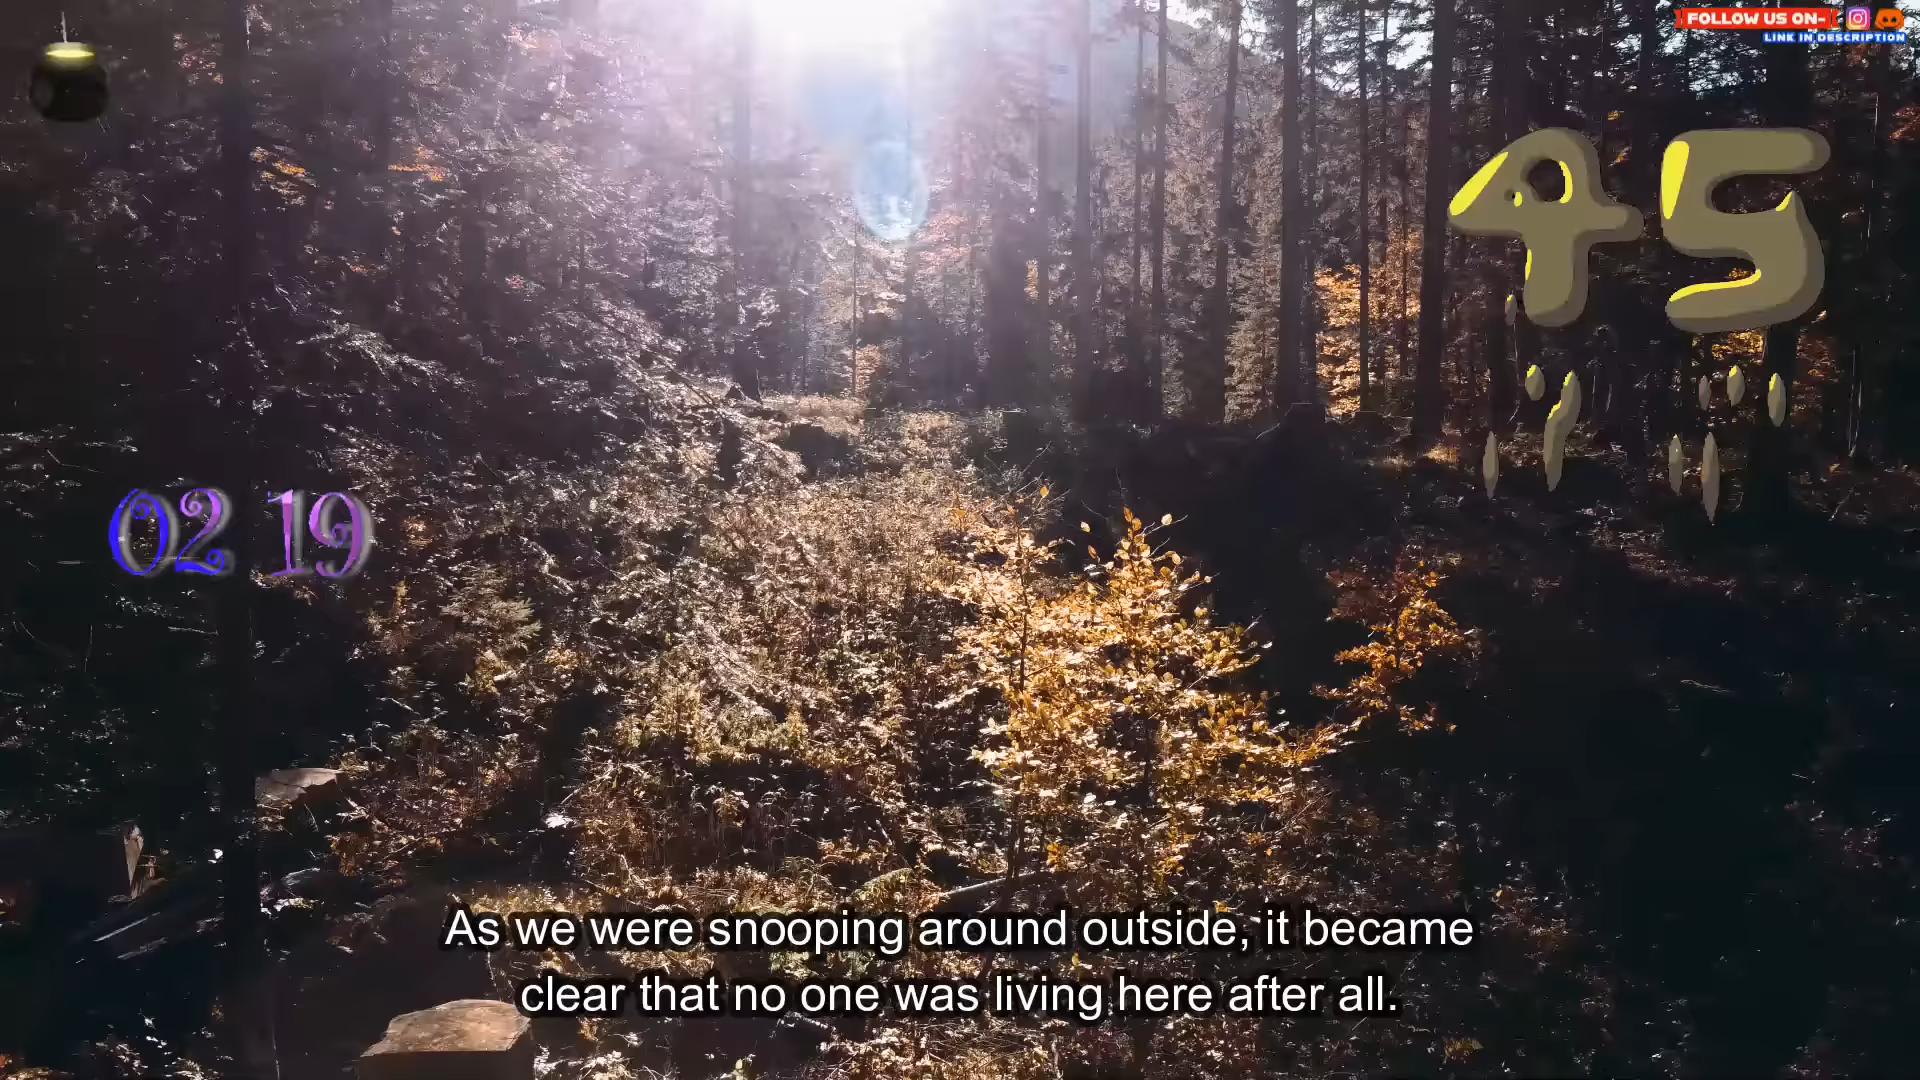 FOLLOW US ON-
LINK IN DESCRIPTION
45
02 19
As we were snooping around outside, it became
clear that no one was living here after all.